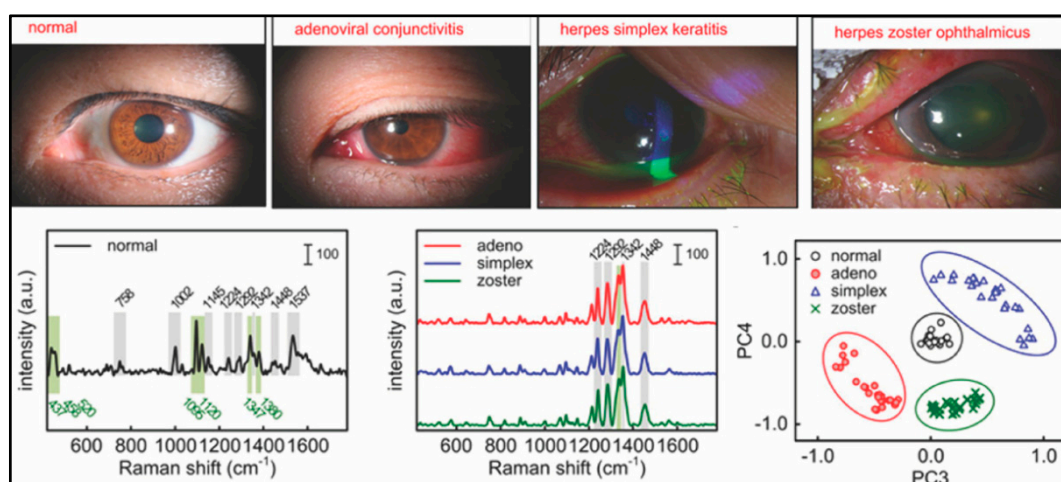 normal
adenoviral conjunctivitis
herpes simplex keratitis
herpes zoster ophthalmicus
normal
100
758
1002
1145
1224
1292
1342
1448
1537
1095
1120
1347
1380
intensity (a.u.)
600 800 1000 1200 1400 1600
Raman shift (cm-1)
adeno
simplex
zoster
100
1224
1292
1342
1448
intensity (a.u.)
600 800 1000 1200 1400 1600
Raman shift (cm-1)
normal
adeno
simplex
zoster
1.0
0.0
-1.0
PC4
-1.0 0.0 1.0
PC3